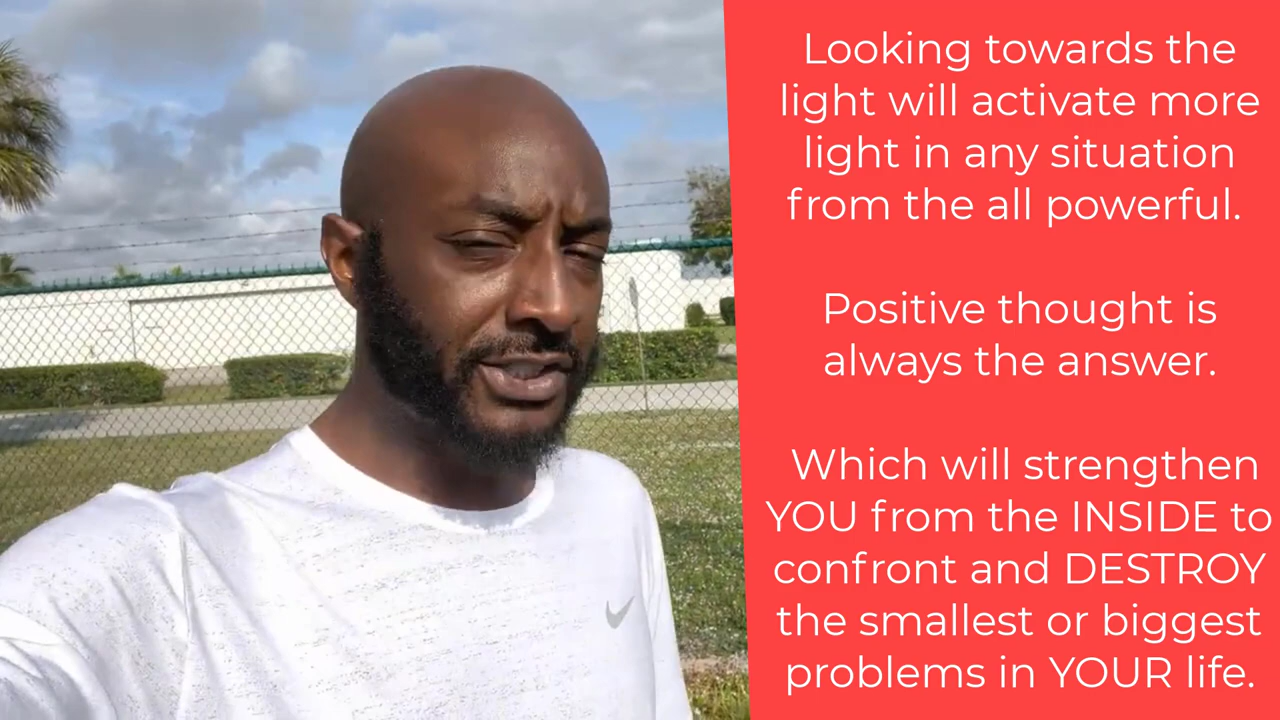 Looking towards the
light will activate more
light in any situation
from the all powerful.
Positive thought is
always the answer.
Which will strengthen
YOU from the INSIDE to
confront and DESTROY
the smallest or biggest
problems in YOUR life.